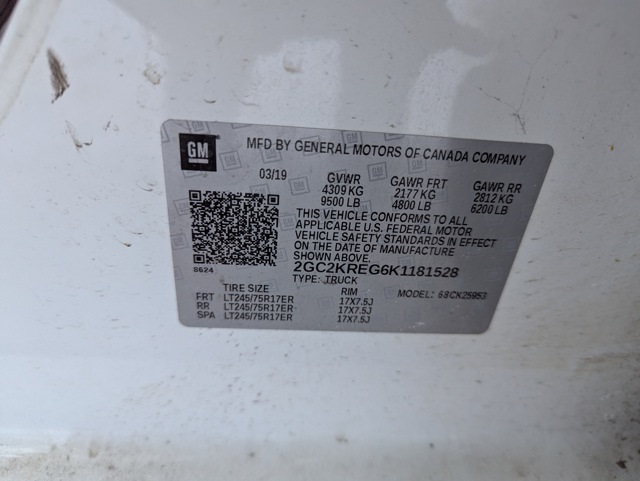 GM
MFD BY GENERAL MOTORS OF CANADA COMPANY
03/19 GVWR GAWR FRT GAWR RR
4309 KG 2177 KG 2812 KG
9500 LB 4800 LB 6200 LB
THIS VEHICLE CONFORMS TO ALL
APPLICABLE U.S. FEDERAL MOTOR
VEHICLE SAFETY STANDARDS IN EFFECT
ON THE DATE OF MANUFACTURE
SHOWN ABOVE.
2GC2KREG6K1181528
8624 TYPE: TRUCK
TIRE SIZE RIM MODEL: 68CK25953
FRT LT245/75R17ER 17X7.5J
RR LT245/75R17ER 17X7.5J
SPA LT245/75R17ER 17X7.5J